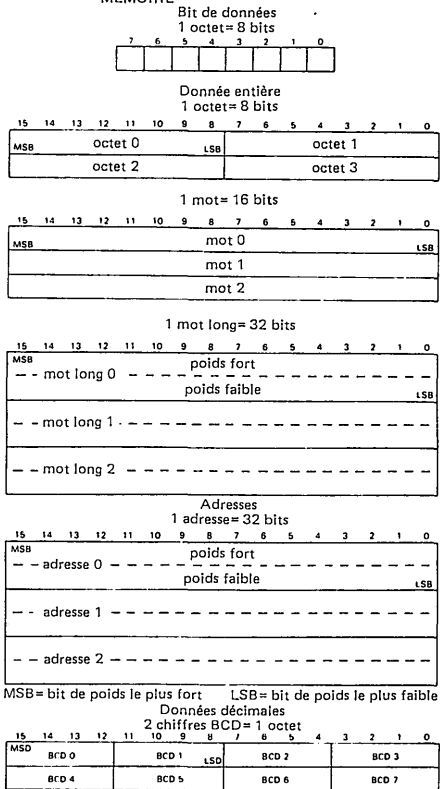 MÉMOIRE
Bit de données
1 octet= 8 bits
7 6 5 4 3 2 1 0
Donnée entière
1 octet= 8 bits
15 14 13 12 11 10 9 8 7 6 5 4 3 2 1 0
MSB octet 0 LSB octet 1
octet 2 octet 3
1 mot= 16 bits
15 14 13 12 11 10 9 8 7 6 5 4 3 2 1 0
MSB mot 0 LSB
mot 1
mot 2
1 mot long= 32 bits
15 14 13 12 11 10 9 8 7 6 5 4 3 2 1 0
MSB poids fort
mot long 0
poids faible LSB
mot long 1
mot long 2
Adresses
1 adresse= 32 bits
15 14 13 12 11 10 9 8 7 6 5 4 3 2 1 0
MSB poids fort
adresse 0
poids faible LSB
adresse 1
adresse 2
MSB= bit de poids le plus fort LSB= bit de poids le plus faible
Données décimales
2 chiffres BCD= 1 octet
15 14 13 12 11 10 9 8 7 6 5 4 3 2 1 0
MSD BCD 0 BCD 1 LSD BCD 2 BCD 3
BCD 4 BCD 5 BCD 6 BCD 7